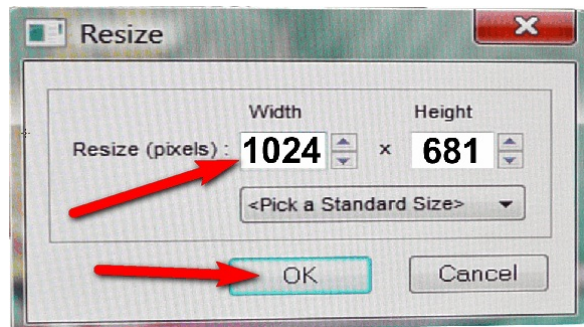 Resize
Width Height
Resize (pixels) : 1024 × 681
<Pick a Standard Size>
OK Cancel